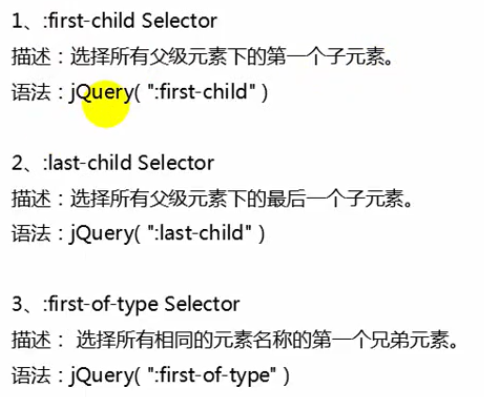 1、:first-child Selector
描述：选择所有父级元素下的第一个子元素。
语法：jQuery( ":first-child" )
2、:last-child Selector
描述：选择所有父级元素下的最后一个子元素。
语法：jQuery( ":last-child" )
3、:first-of-type Selector
描述： 选择所有相同的元素名称的第一个兄弟元素。
语法：jQuery( ":first-of-type" )